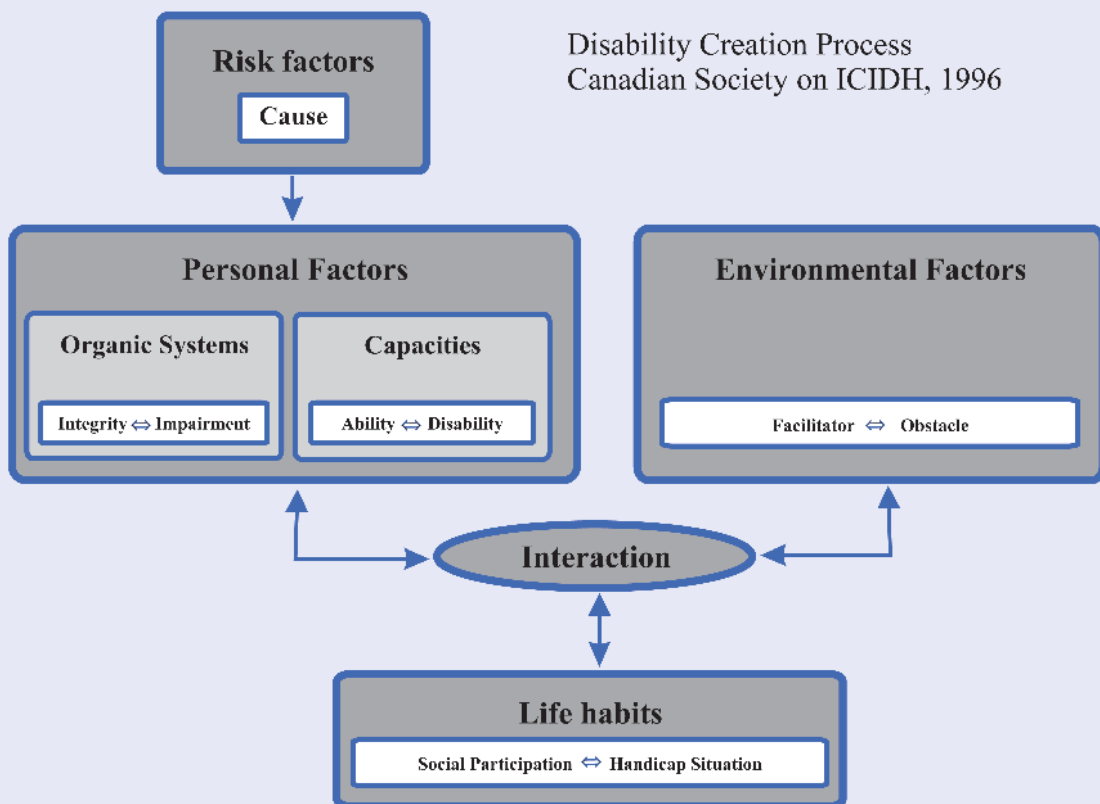 Disability Creation Process
Canadian Society on ICIDH, 1996
Risk factors
Cause
Personal Factors
Organic Systems
Integrity ⇔ Impairment
Capacities
Ability ⇔ Disability
Environmental Factors
Facilitator ⇔ Obstacle
Interaction
Life habits
Social Participation ⇔ Handicap Situation